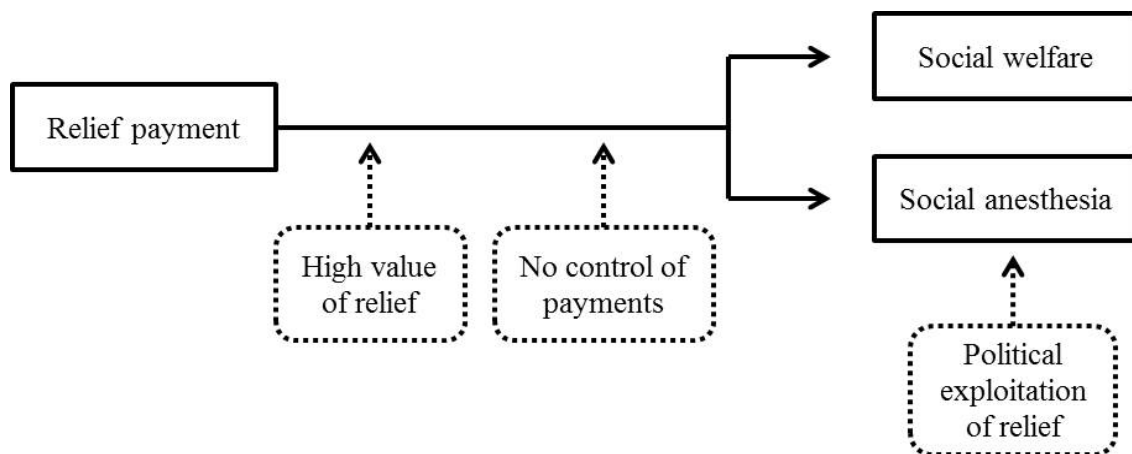 Relief payment
Social welfare
Social anesthesia
High value
of relief
No control of
payments
Political
exploitation
of relief